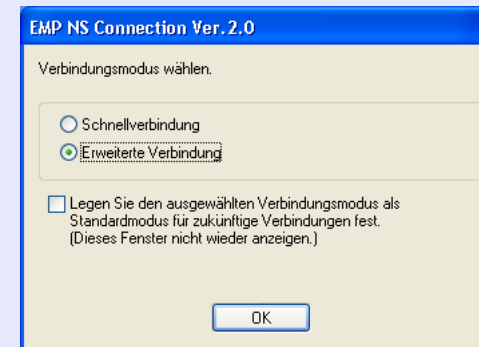 EMP NS Connection Ver.2.0
Verbindungsmodus wählen.
Schnellverbindung
Erweiterte Verbindung
Legen Sie den ausgewählten Verbindungsmodus als
Standardmodus für zukünftige Verbindungen fest.
(Dieses Fenster nicht wieder anzeigen.)
OK